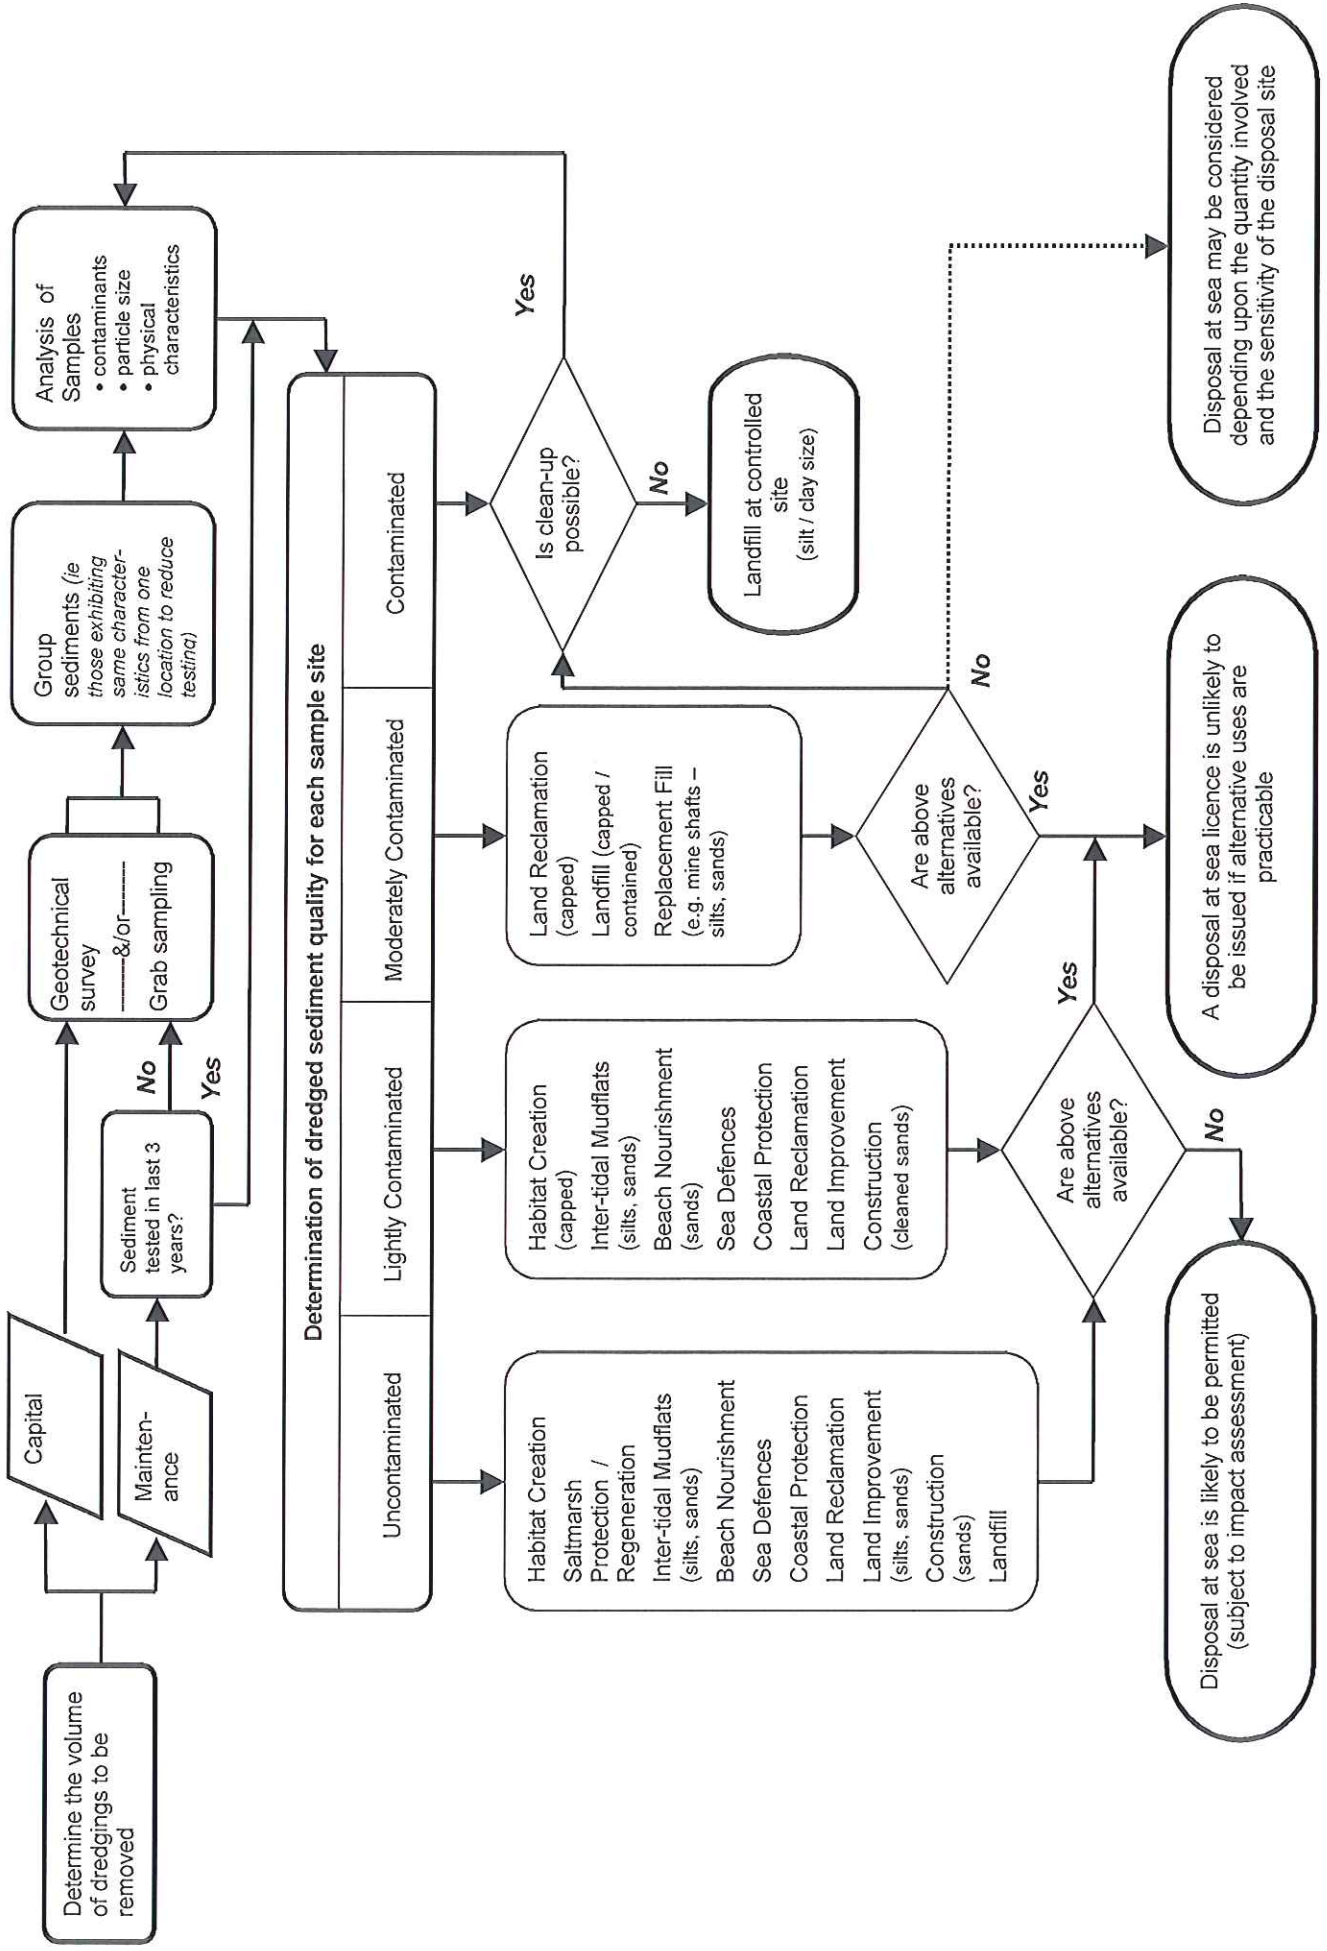 Determine the volume
of dredgings to be
removed
Capital
Mainten-
ance
Sediment
tested in last 3
years?
No
Yes
Geotechnical
survey
--------&/or--------
Grab sampling
Group
sediments (ie
those exhibiting
same character-
istics from one
location to reduce
testing)
Analysis of
Samples
• contaminants
• particle size
• physical
characteristics
Determination of dredged sediment quality for each sample site
Uncontaminated
Lightly Contaminated
Moderately Contaminated
Contaminated
Habitat Creation
Saltmarsh
Protection /
Regeneration
Inter-tidal Mudflats
(silts, sands)
Beach Nourishment
Sea Defences
Coastal Protection
Land Reclamation
Land Improvement
(silts, sands)
Construction
(sands)
Landfill
Habitat Creation
(capped)
Inter-tidal Mudflats
(silts, sands)
Beach Nourishment
(sands)
Sea Defences
Coastal Protection
Land Reclamation
Land Improvement
Construction
(cleaned sands)
Land Reclamation
(capped)
Landfill (capped /
contained)
Replacement Fill
(e.g. mine shafts –
silts, sands)
Is clean-up
possible?
Yes
No
Landfill at controlled
site
(silt / clay size)
Are above
alternatives
available?
No
Yes
Are above
alternatives
available?
Yes
No
Disposal at sea is likely to be permitted
(subject to impact assessment)
A disposal at sea licence is unlikely to
be issued if alternative uses are
practicable
Disposal at sea may be considered
depending upon the quantity involved
and the sensitivity of the disposal site